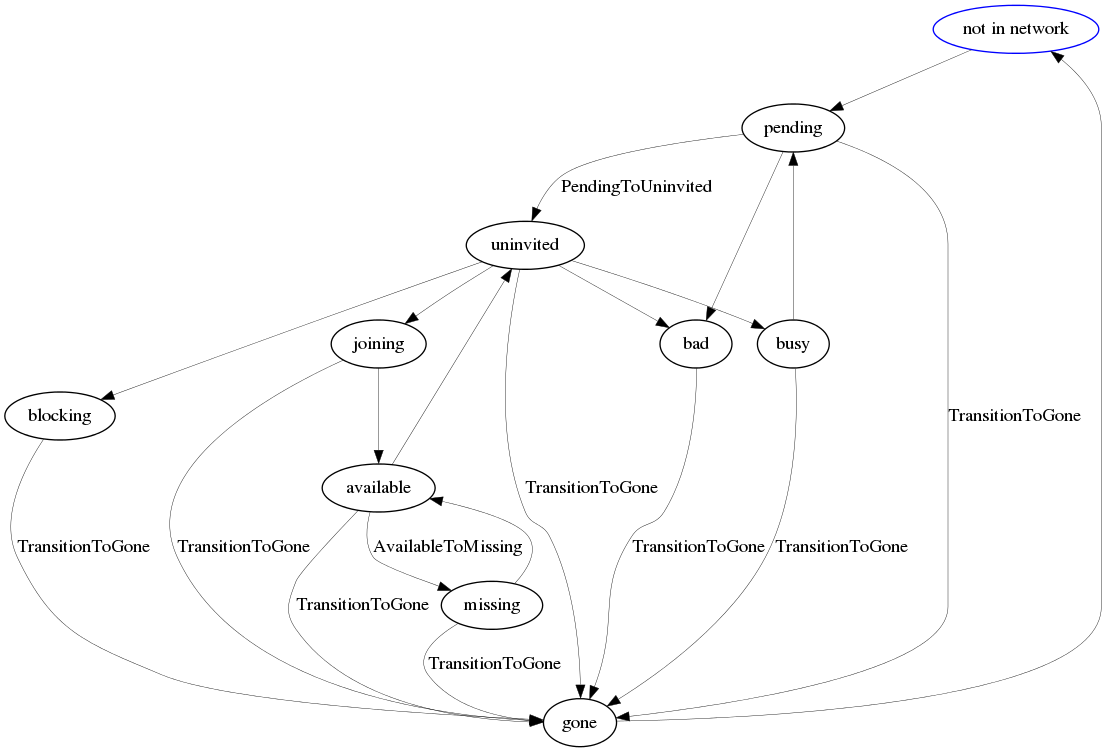 not in network
pending
PendingToUninvited
uninvited
joining
bad
busy
blocking
TransitionToGone
available
TransitionToGone
TransitionToGone
TransitionToGone
AvailableToMissing
TransitionToGone
TransitionToGone
TransitionToGone
missing
TransitionToGone
gone